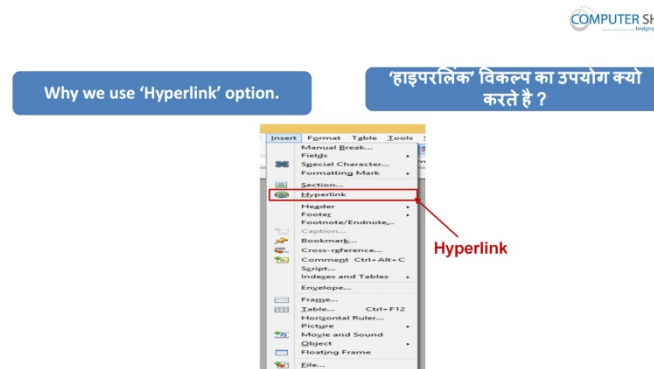 COMPUTER SH
Why we use ‘Hyperlink’ option.
‘हाइपरलिंक’ विकल्प का उपयोग क्यो
करते है ?
Insert Format Table Tools
Manual Break...
Fields
Special Character...
Formatting Mark
Section...
Hyperlink
Header
Footer
Footnote/Endnote...
Caption...
Bookmark...
Cross-reference...
Comment Ctrl+Alt+C
Script...
Indexes and Tables
Envelope...
Frame...
Table... Ctrl+F12
Horizontal Ruler...
Picture
Movie and Sound
Object
Floating Frame
File...
Hyperlink